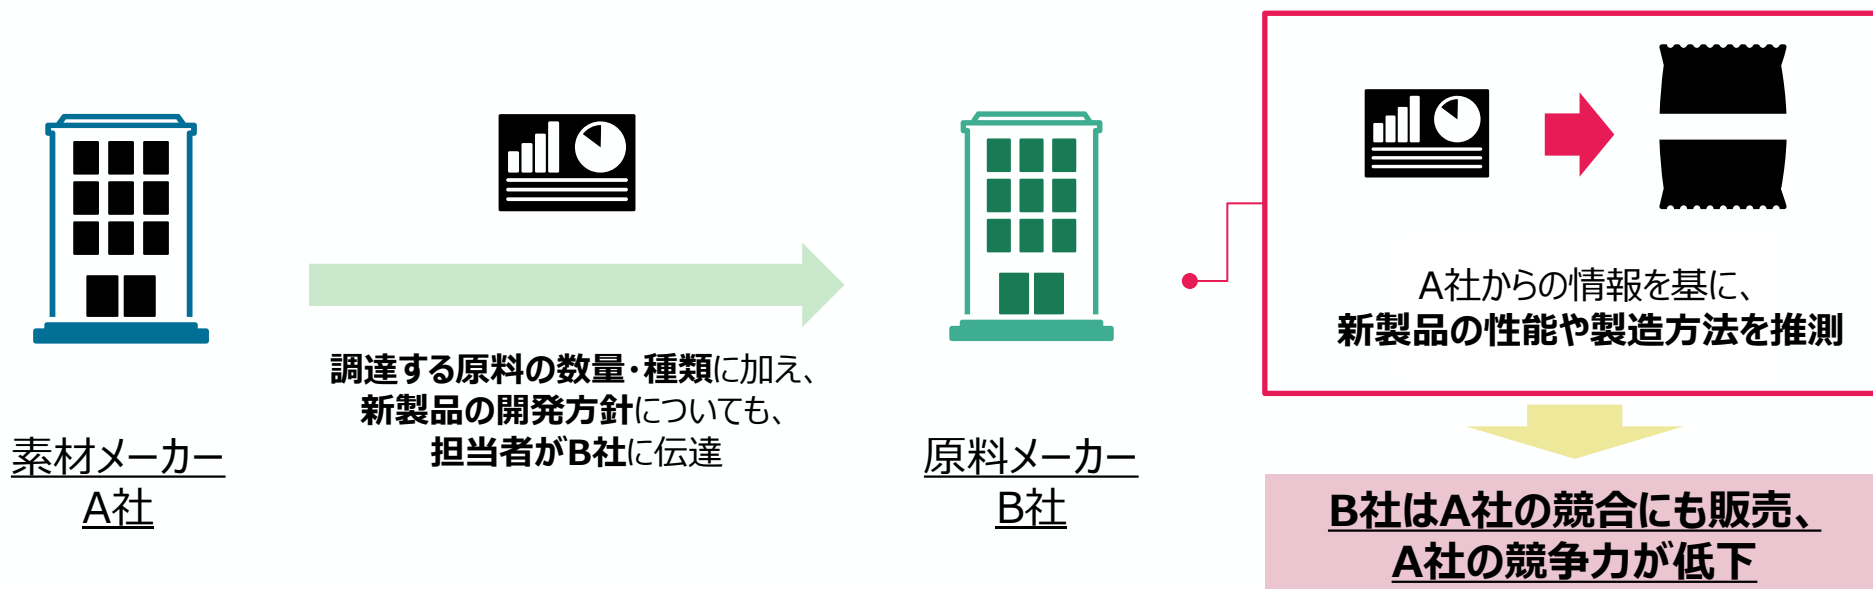 素材メーカー
A社
調達する原料の数量・種類に加え、
新製品の開発方針についても、
担当者がB社に伝達
原料メーカー
B社
A社からの情報を基に、
新製品の性能や製造方法を推測
B社はA社の競合にも販売、
A社の競争力が低下